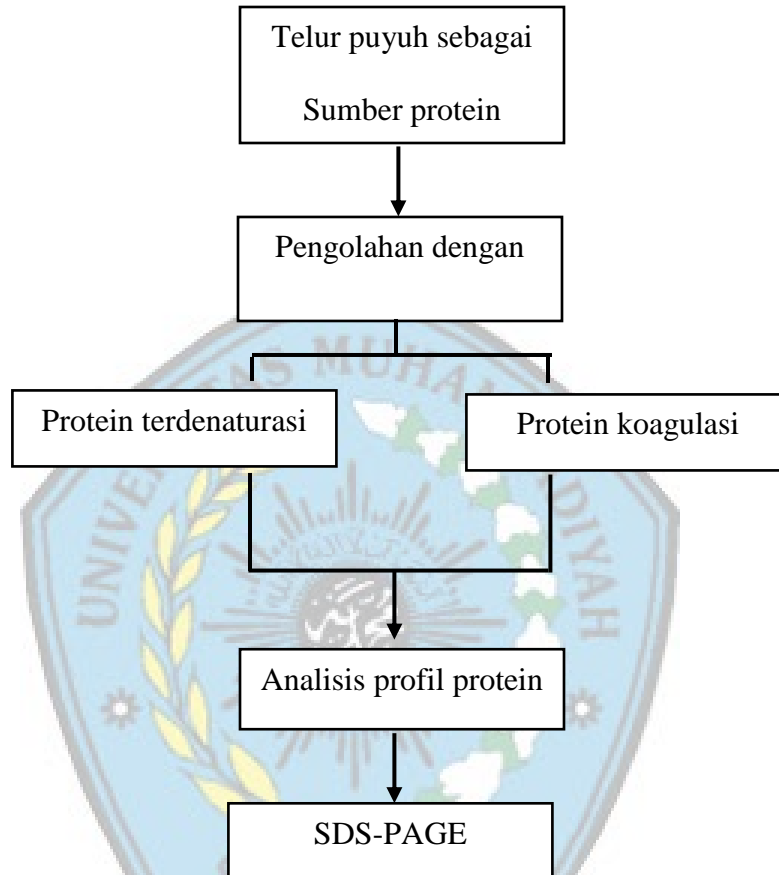 Telur puyuh sebagai
Sumber protein
Pengolahan dengan
Protein terdenaturasi
Protein koagulasi
Analisis profil protein
SDS-PAGE